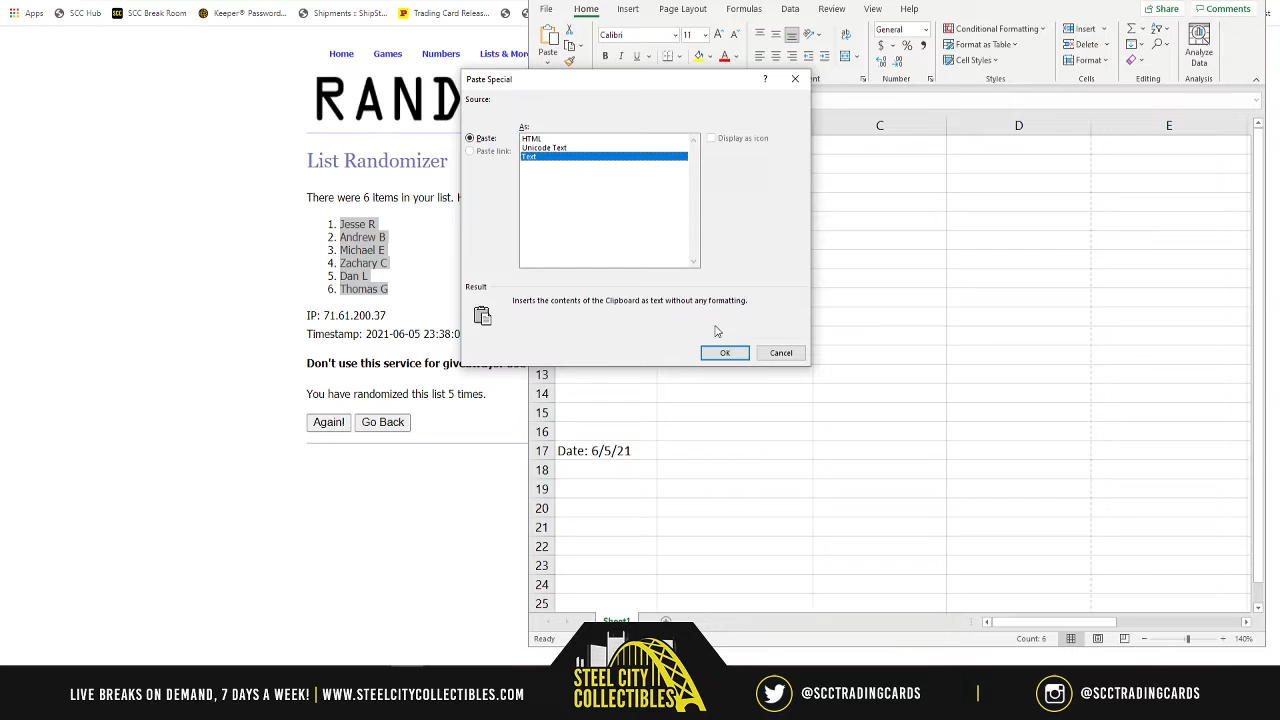 Apps SCC Hub SCC Break Room Keeper® Password... Shipments :: ShipSt... Trading Card Releas...
Home Games Numbers Lists & Mor
RAND
List Randomizer
There were 6 items in your list. H
1. Jesse R
2. Andrew B
3. Michael E
4. Zachary C
5. Dan L
6. Thomas G
IP: 71.61.200.37
Timestamp: 2021-06-05 23:38:0
Don't use this service for giveaways
You have randomized this list 5 times.
Again! Go Back
File Home Insert Page Layout Formulas Data Review View Help Share Comments
Paste
Calibri 11
B I U
General
$ % ,
Conditional Formatting
Format as Table
Cell Styles
Styles
Insert
Delete
Format
Cells
Editing
Analyze Data
Analysis
Paste Special ? ×
Source:
As:
Paste:
Paste link:
HTML
Unicode Text
Text
Display as icon
Result
Inserts the contents of the Clipboard as text without any formatting.
OK Cancel
C D E
13
14
15
16
17 Date: 6/5/21
18
19
20
21
22
23
24
25
Sheet1
Ready Count: 6 140%
LIVE BREAKS ON DEMAND, 7 DAYS A WEEK! | WWW.STEELCITYCOLLECTIBLES.COM
STEEL CITY
COLLECTIBLES
@SCCTRADINGCARDS | @SCCTRADINGCARDS